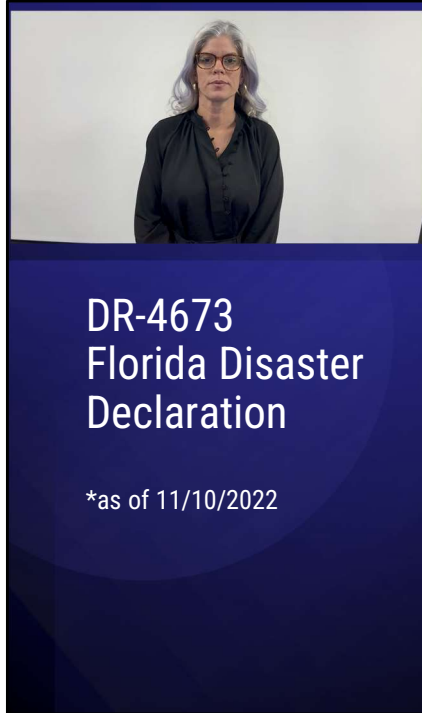 DR-4673
Florida Disaster
Declaration
*as of 11/10/2022